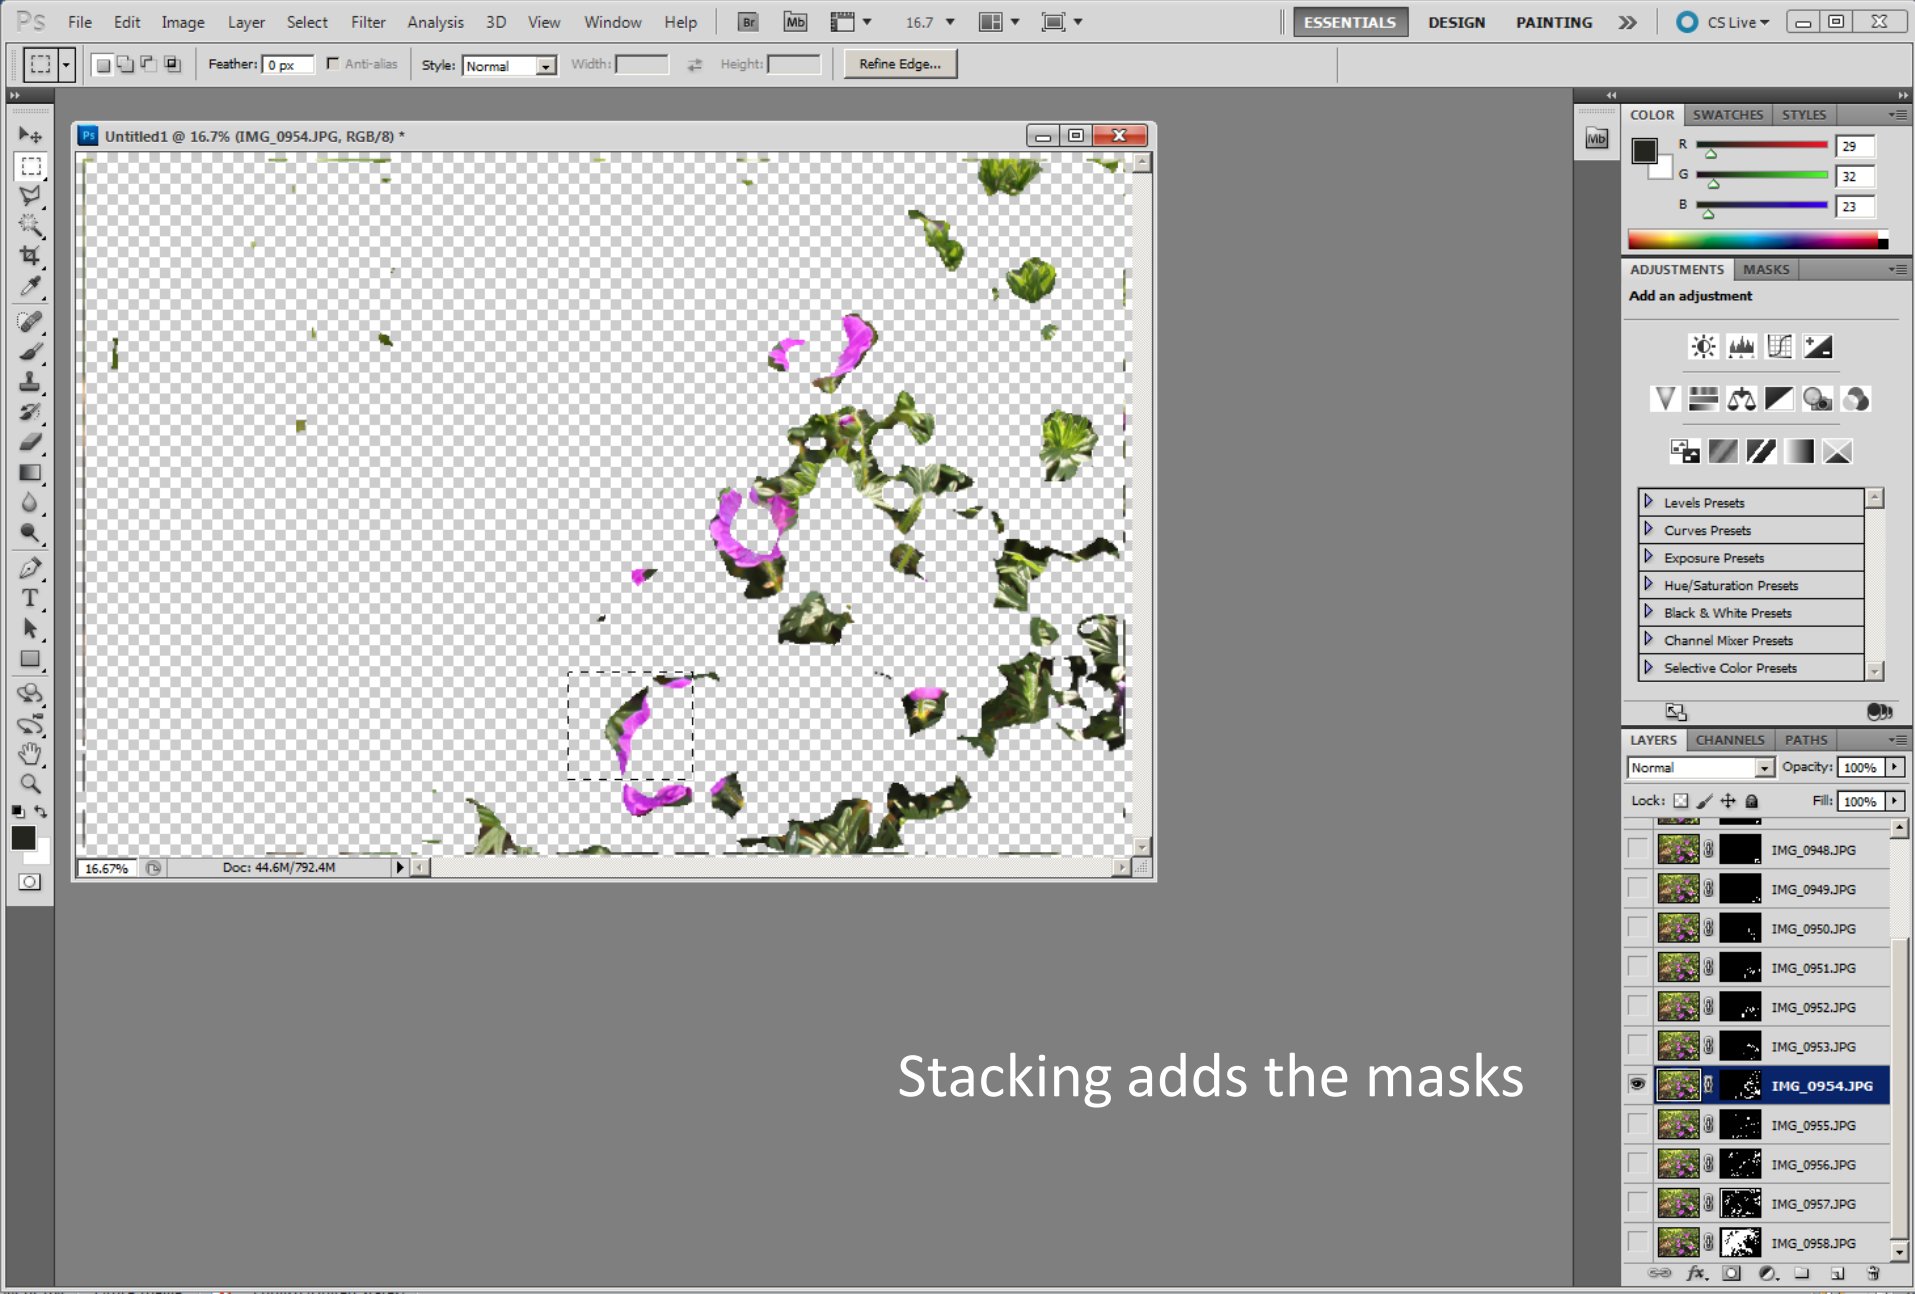 Ps File Edit Image Layer Select Filter Analysis 3D View Window Help Br Mb 16.7 ESSENTIALS DESIGN PAINTING CS Live
Feather: 0 px Anti-alias Style: Normal Width: Height: Refine Edge...
Ps Untitled1 @ 16.7% (IMG_0954.JPG, RGB/8) *
16.67% Doc: 44.6M/792.4M
Mb
COLOR SWATCHES STYLES
R 29
G 32
B 23
ADJUSTMENTS MASKS
Add an adjustment
Levels Presets
Curves Presets
Exposure Presets
Hue/Saturation Presets
Black & White Presets
Channel Mixer Presets
Selective Color Presets
LAYERS CHANNELS PATHS
Normal Opacity: 100%
Lock: Fill: 100%
IMG_0948.JPG
IMG_0949.JPG
IMG_0950.JPG
IMG_0951.JPG
IMG_0952.JPG
IMG_0953.JPG
IMG_0954.JPG
IMG_0955.JPG
IMG_0956.JPG
IMG_0957.JPG
IMG_0958.JPG
Stacking adds the masks